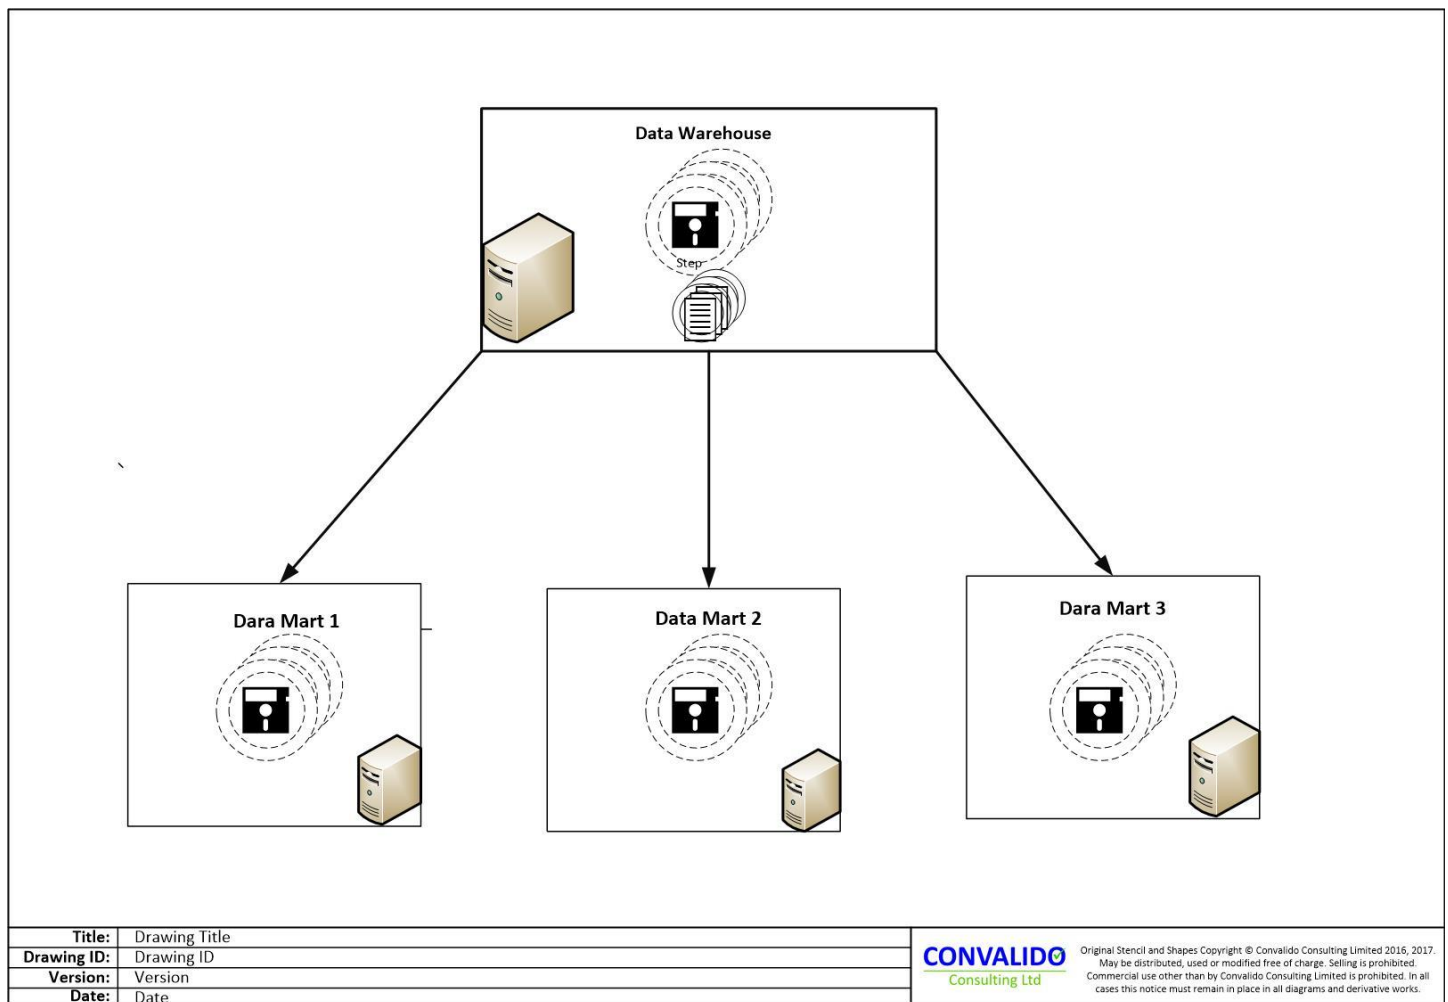 Data Warehouse
Step
Dara Mart 1
Data Mart 2
Dara Mart 3
Title: Drawing Title
Drawing ID: Drawing ID
Version: Version
Date: Date
CONVALIDO
Consulting Ltd
Original Stencil and Shapes Copyright © Convalido Consulting Limited 2016, 2017.
May be distributed, used or modified free of charge. Selling is prohibited.
Commercial use other than by Convalido Consulting Limited is prohibited. In all
cases this notice must remain in place in all diagrams and derivative works.